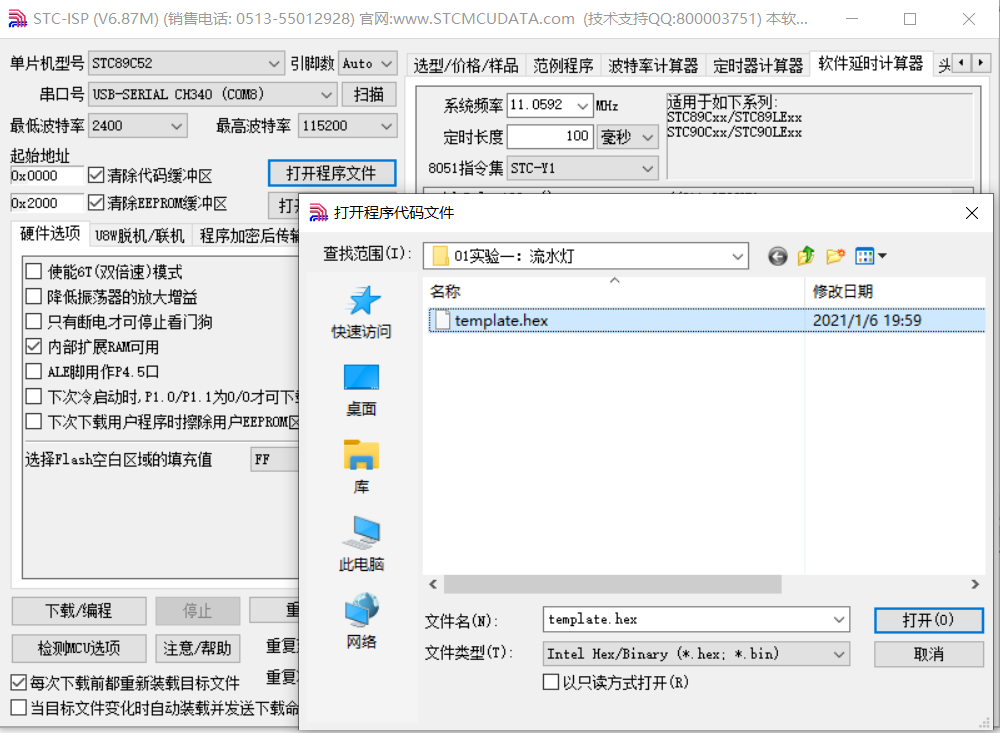 STC-ISP (V6.87M) (销售电话: 0513-55012928) 官网:www.STCMCUDATA.com (技术支持QQ:800003751) 本软...
单片机型号 STC89C52 引脚数 Auto
串口号 USB-SERIAL CH340 (COM8) 扫描
最低波特率 2400 最高波特率 115200
起始地址
0x0000 清除代码缓冲区 打开程序文件
0x2000 清除EEPROM缓冲区 打开
硬件选项 U8W脱机/联机 程序加密后传输
使能6T(双倍速)模式
降低振荡器的放大增益
只有断电才可停止看门狗
内部扩展RAM可用
ALE脚用作P4.5口
下次冷启动时,P1.0/P1.1为0/0才可下载
下次下载用户程序时擦除用户EEPROM区
选择Flash空白区域的填充值 FF
下载/编程 停止 重
检测MCU选项 注意/帮助 重复
每次下载前都重新装载目标文件 重复
当目标文件变化时自动装载并发送下载命
选型/价格/样品 范例程序 波特率计算器 定时器计算器 软件延时计算器 头
系统频率 11.0592 MHz
定时长度 100 毫秒
8051指令集 STC-Y1
适用于如下系列:
STC89Cxx/STC89LExx
STC90Cxx/STC90LExx
打开程序代码文件
查找范围(I): 01实验一：流水灯
名称 修改日期
template.hex 2021/1/6 19:59
快速访问
桌面
库
此电脑
网络
文件名(N): template.hex 打开(O)
文件类型(T): Intel Hex/Binary (*.hex; *.bin) 取消
以只读方式打开(R)